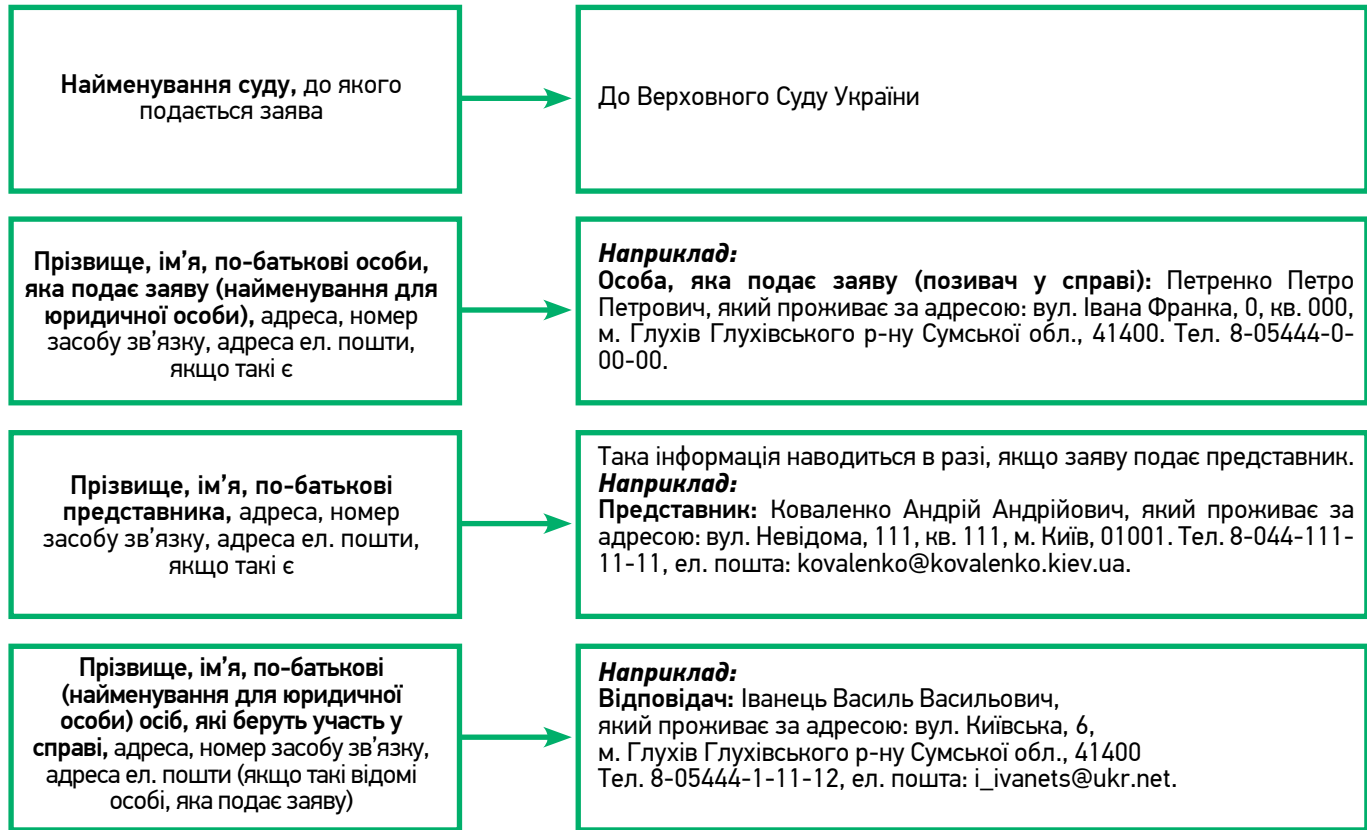 Найменування суду, до якого
подається заява
До Верховного Суду України
Прізвище, ім’я, по-батькові особи,
яка подає заяву (найменування для
юридичної особи), адреса, номер
засобу зв’язку, адреса ел. пошти,
якщо такі є
Наприклад:
Особа, яка подає заяву (позивач у справі): Петренко Петро
Петрович, який проживає за адресою: вул. Івана Франка, 0, кв. 000,
м. Глухів Глухівського р-ну Сумської обл., 41400. Тел. 8-05444-0-
00-00.
Прізвище, ім’я, по-батькові
представника, адреса, номер
засобу зв’язку, адреса ел. пошти,
якщо такі є
Така інформація наводиться в разі, якщо заяву подає представник.
Наприклад:
Представник: Коваленко Андрій Андрійович, який проживає за
адресою: вул. Невідома, 111, кв. 111, м. Київ, 01001. Тел. 8-044-111-
11-11, ел. пошта: kovalenko@kovalenko.kiev.ua.
Прізвище, ім’я, по-батькові
(найменування для юридичної
особи) осіб, які беруть участь у
справі, адреса, номер засобу зв’язку,
адреса ел. пошти (якщо такі відомі
особі, яка подає заяву)
Наприклад:
Відповідач: Іванець Василь Васильович,
який проживає за адресою: вул. Київська, 6,
м. Глухів Глухівського р-ну Сумської обл., 41400
Тел. 8-05444-1-11-12, ел. пошта: i_ivanets@ukr.net.